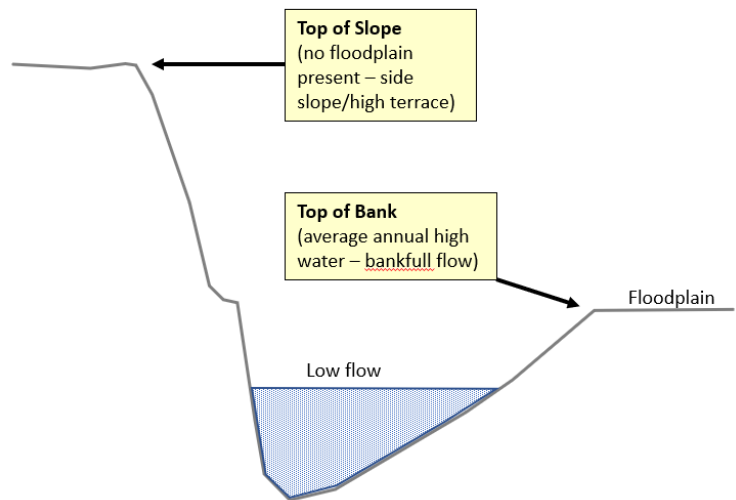 Top of Slope
(no floodplain
present – side
slope/high terrace)
Top of Bank
(average annual high
water – bankfull flow)
Floodplain
Low flow